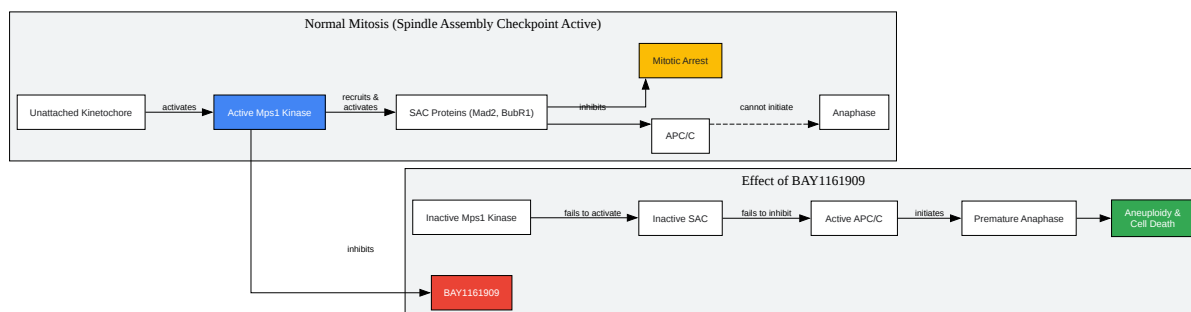 Normal Mitosis (Spindle Assembly Checkpoint Active)
Mitotic Arrest
Unattached Kinetochore
activates
Active Mps1 Kinase
recruits &
activates
SAC Proteins (Mad2, BubR1)
inhibits
APC/C
cannot initiate
Anaphase
Effect of BAY1161909
Inactive Mps1 Kinase
fails to activate
Inactive SAC
fails to inhibit
Active APC/C
initiates
Premature Anaphase
Aneuploidy &
Cell Death
inhibits
BAY1161909